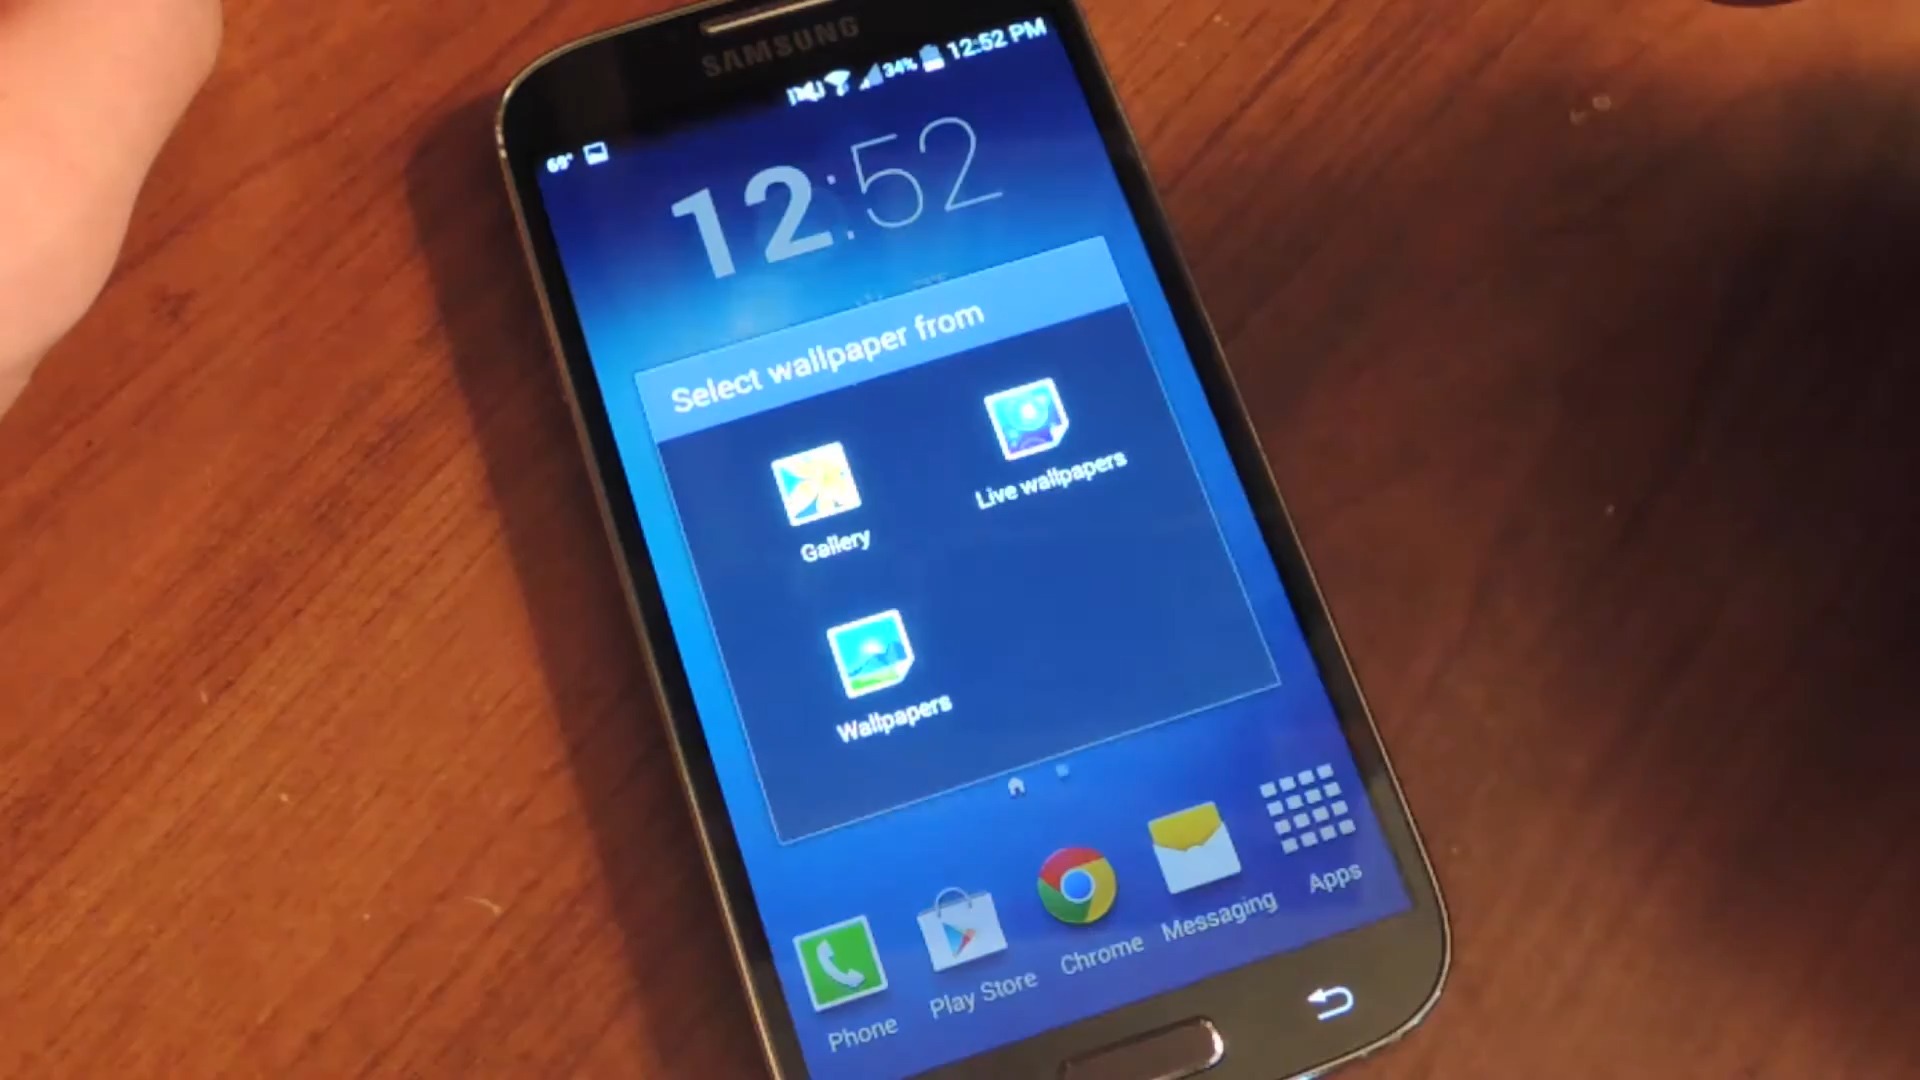 SAMSUNG
34% 12:52 PM
69°
12:52
Select wallpaper from
Gallery
Live wallpapers
Wallpapers
Phone
Play Store
Chrome
Messaging
Apps